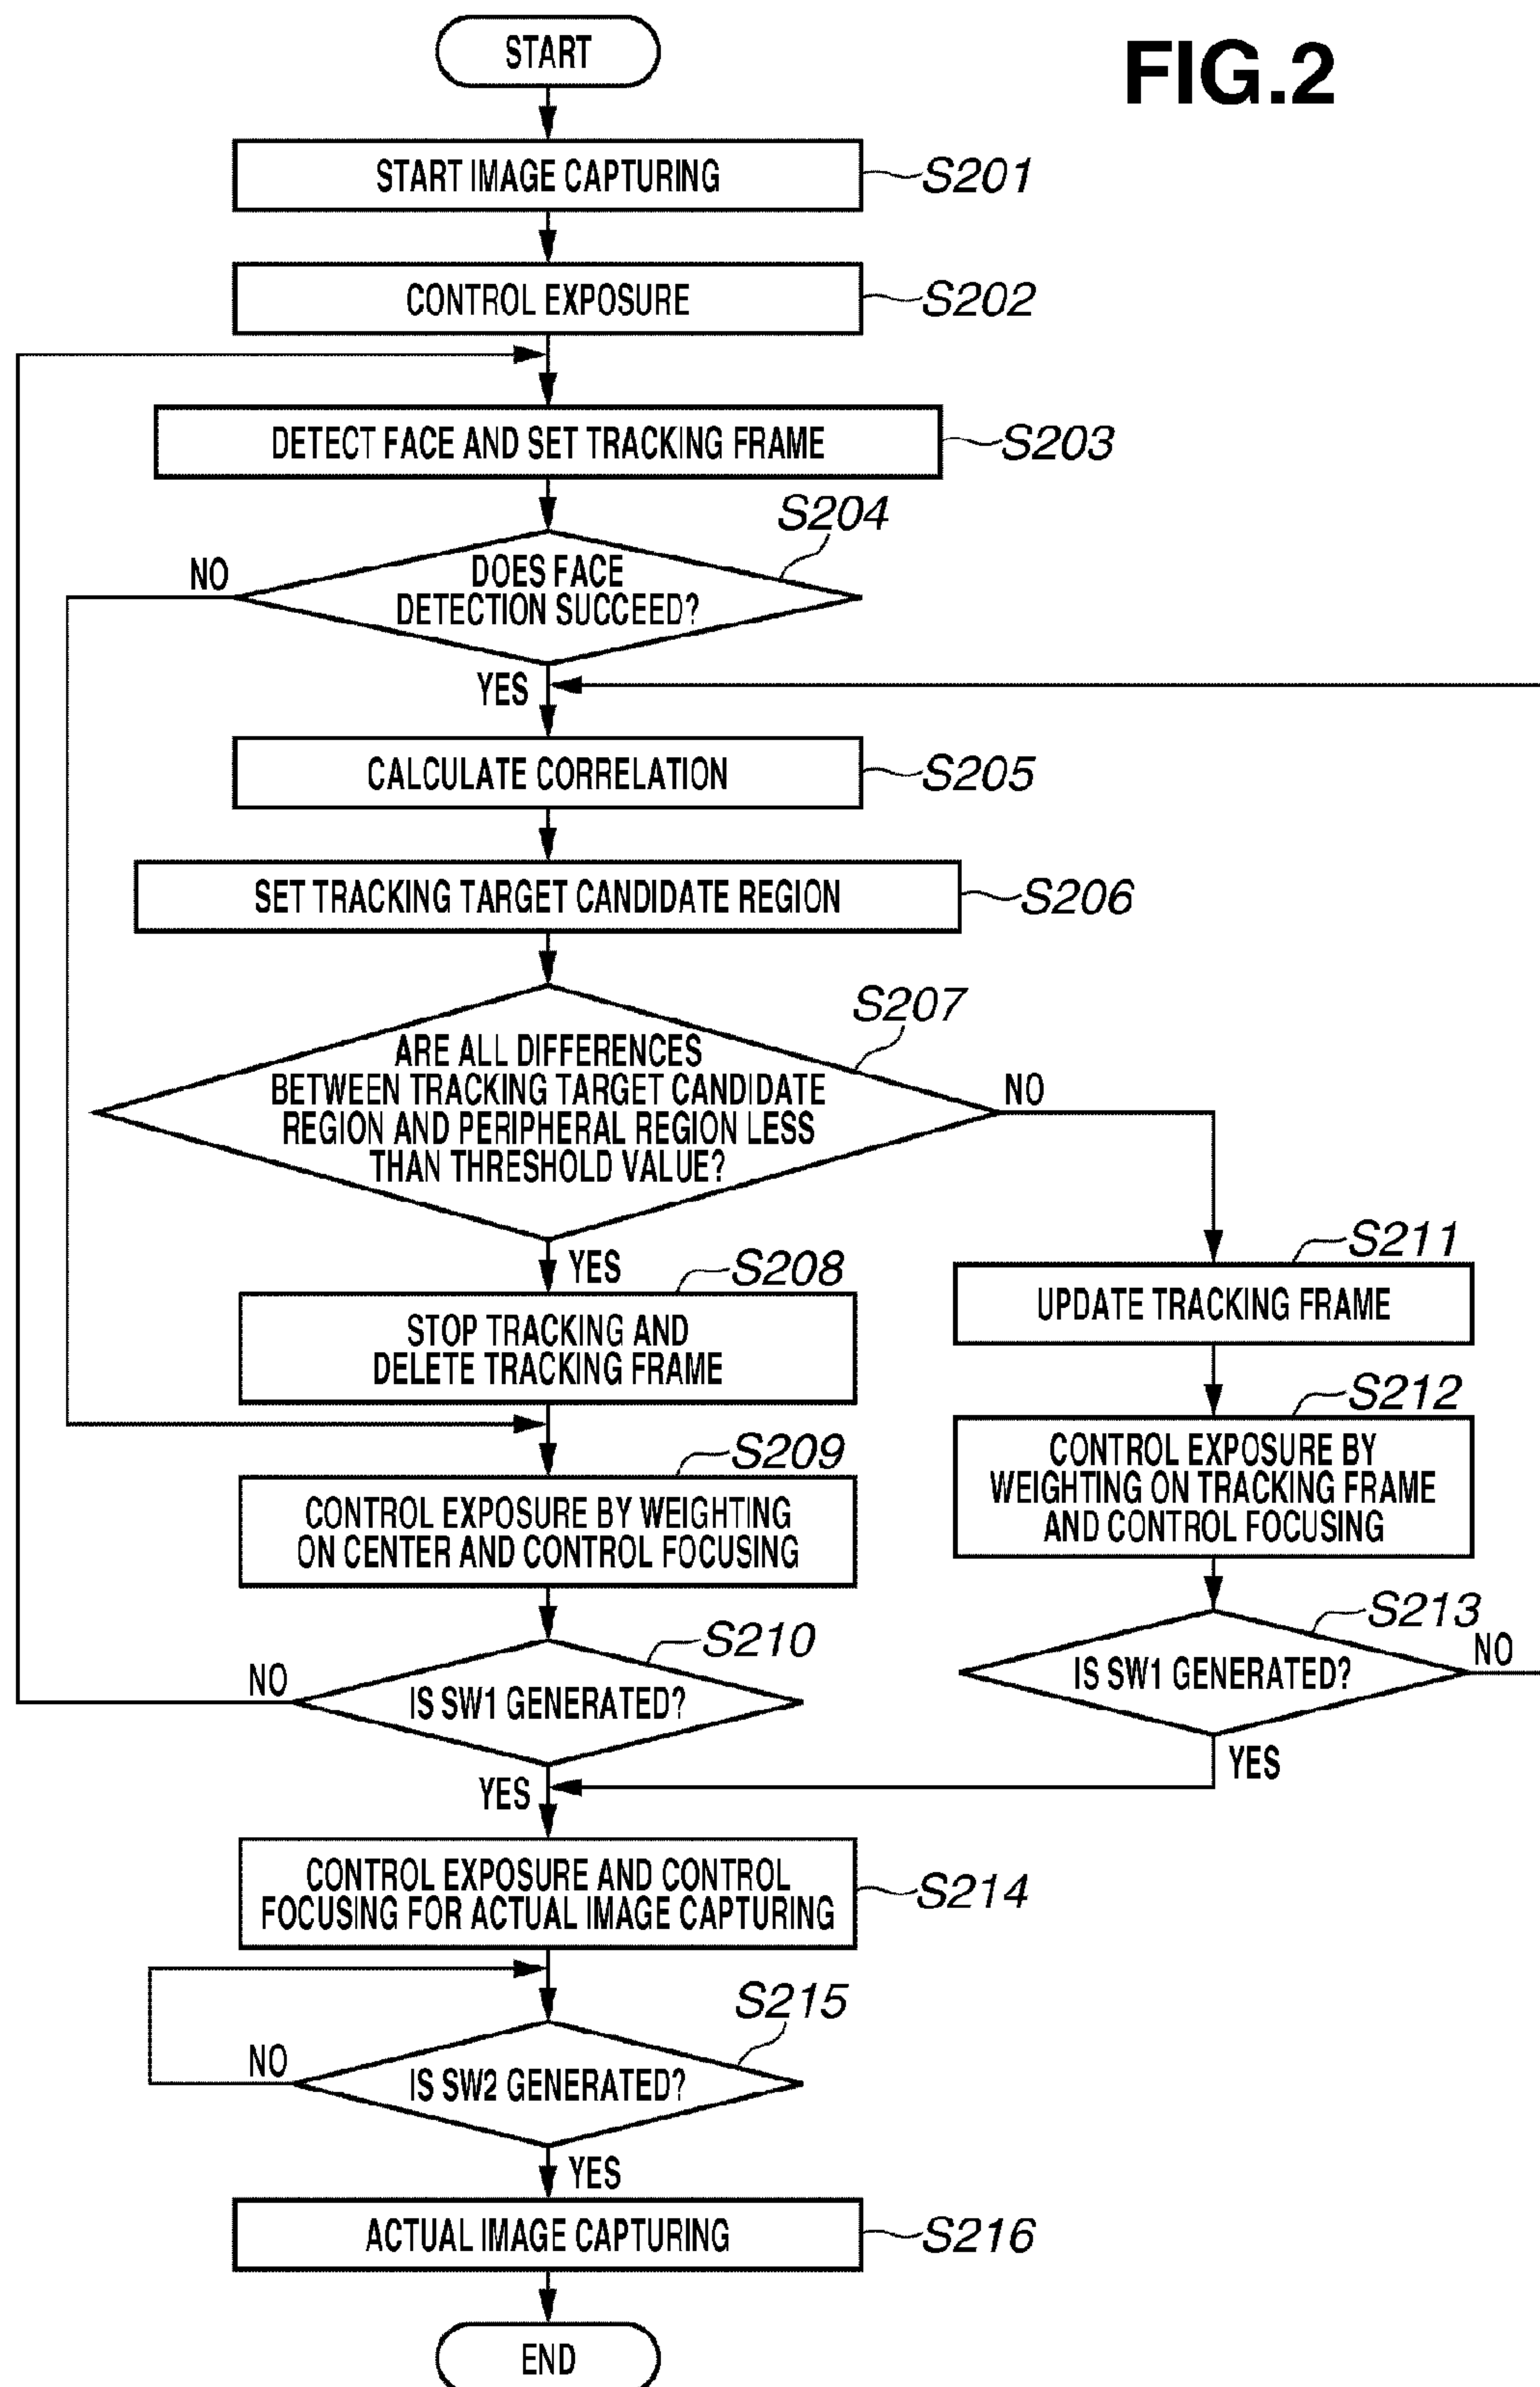 START
FIG.2
START IMAGE CAPTURING
S201
CONTROL EXPOSURE
S202
DETECT FACE AND SET TRACKING FRAME
S203
S204
NO
DOES FACE
DETECTION SUCCEED?
YES
CALCULATE CORRELATION
S205
SET TRACKING TARGET CANDIDATE REGION
S206
S207
ARE ALL DIFFERENCES
BETWEEN TRACKING TARGET CANDIDATE
REGION AND PERIPHERAL REGION LESS
THAN THRESHOLD VALUE?
NO
YES
S208
STOP TRACKING AND
DELETE TRACKING FRAME
S211
UPDATE TRACKING FRAME
S209
CONTROL EXPOSURE BY WEIGHTING
ON CENTER AND CONTROL FOCUSING
S212
CONTROL EXPOSURE BY
WEIGHTING ON TRACKING FRAME
AND CONTROL FOCUSING
S210
NO
IS SW1 GENERATED?
YES
S213
IS SW1 GENERATED?
NO
YES
CONTROL EXPOSURE AND CONTROL
FOCUSING FOR ACTUAL IMAGE CAPTURING
S214
S215
NO
IS SW2 GENERATED?
YES
ACTUAL IMAGE CAPTURING
S216
END